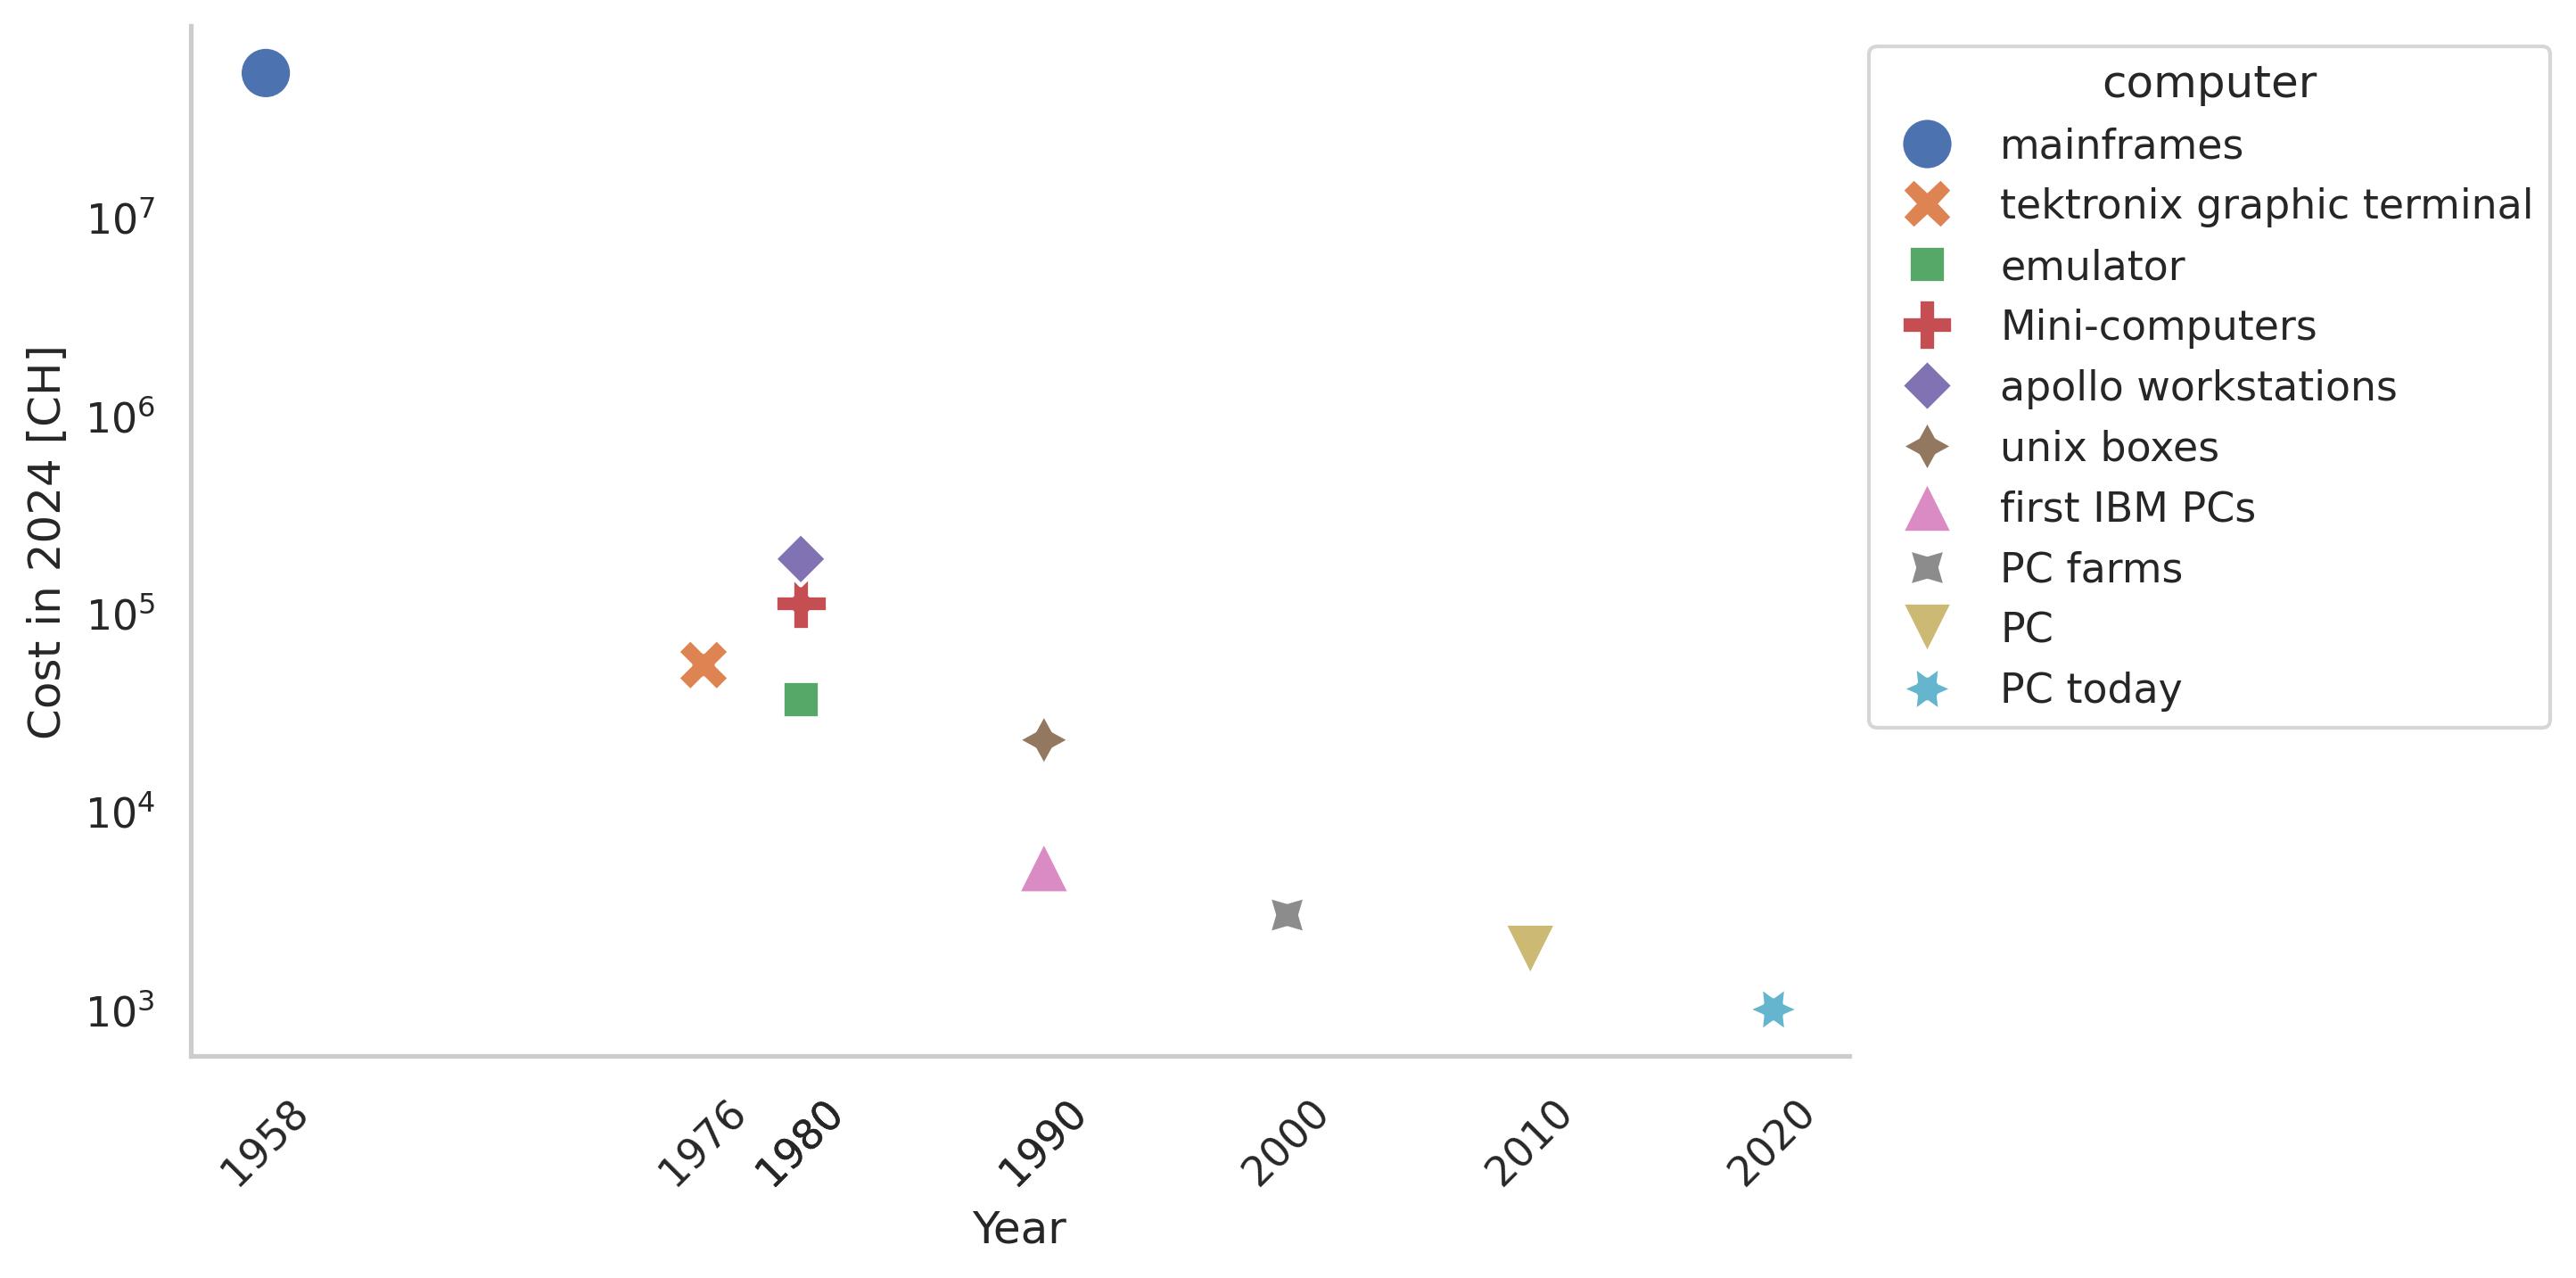 Cost in 2024 [CH]
10⁷
10⁶
10⁵
10⁴
10³
1958
1976
1980
1990
2000
2010
2020
Year
computer
mainframes
tektronix graphic terminal
emulator
Mini-computers
apollo workstations
unix boxes
first IBM PCs
PC farms
PC
PC today